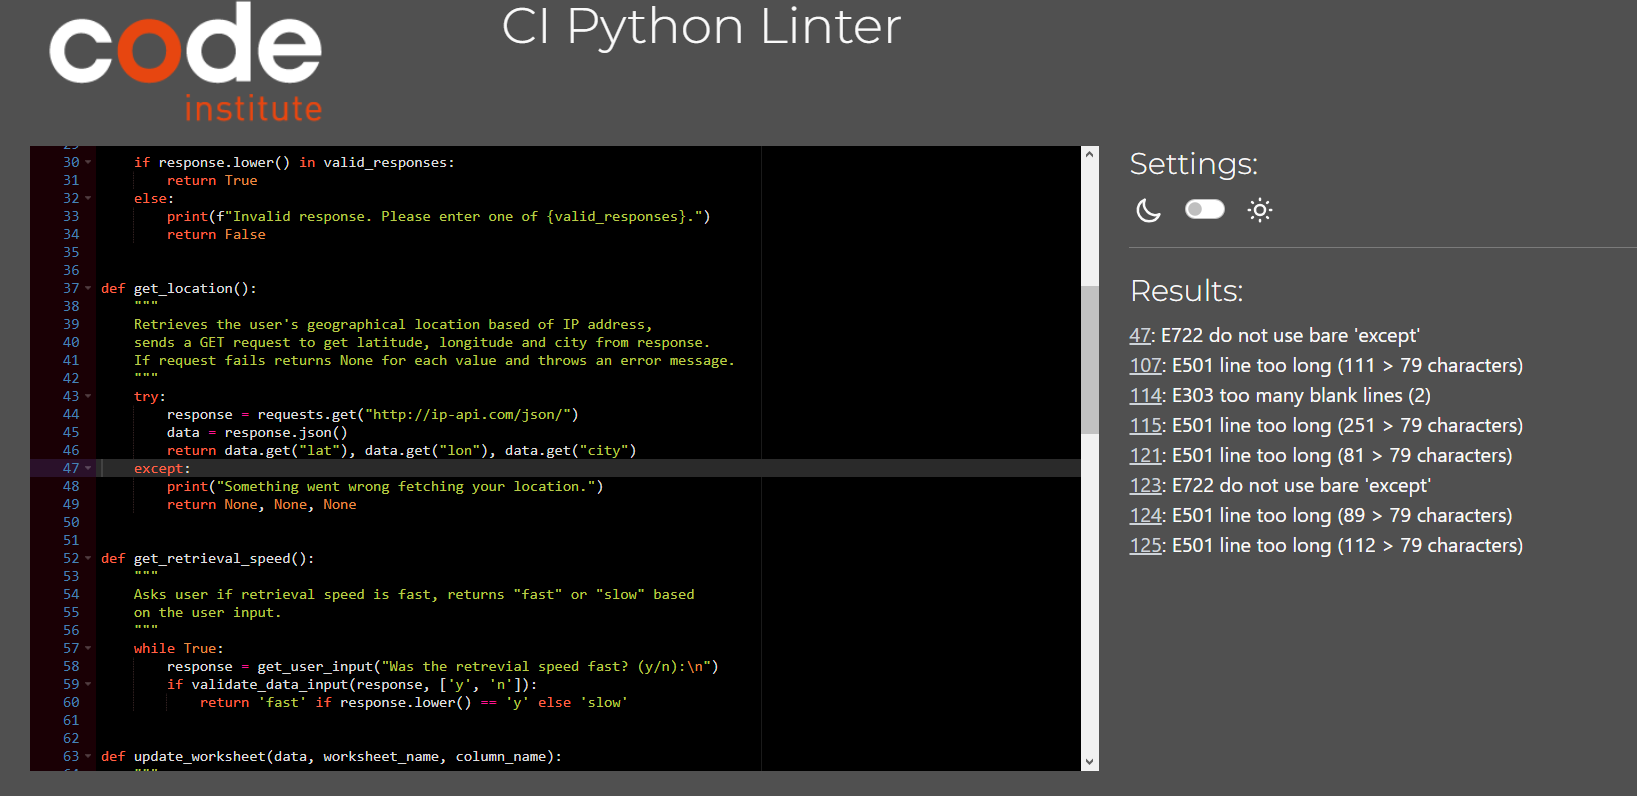 code
institute
CI Python Linter
30 if response.lower() in valid_responses:
31 return True
32 else:
33 print(f"Invalid response. Please enter one of {valid_responses}.")
34 return False
35
36
37 def get_location():
38 """
39 Retrieves the user's geographical location based of IP address,
40 sends a GET request to get latitude, longitude and city from response.
41 If request fails returns None for each value and throws an error message.
42 """
43 try:
44 response = requests.get("http://ip-api.com/json/")
45 data = response.json()
46 return data.get("lat"), data.get("lon"), data.get("city")
47 except:
48 print("Something went wrong fetching your location.")
49 return None, None, None
50
51
52 def get_retrieval_speed():
53 """
54 Asks user if retrieval speed is fast, returns "fast" or "slow" based
55 on the user input.
56 """
57 while True:
58 response = get_user_input("Was the retrevial speed fast? (y/n):\n")
59 if validate_data_input(response, ['y', 'n']):
60 return 'fast' if response.lower() == 'y' else 'slow'
61
62
63 def update_worksheet(data, worksheet_name, column_name):
Settings:
Results:
47: E722 do not use bare 'except'
107: E501 line too long (111 > 79 characters)
114: E303 too many blank lines (2)
115: E501 line too long (251 > 79 characters)
121: E501 line too long (81 > 79 characters)
123: E722 do not use bare 'except'
124: E501 line too long (89 > 79 characters)
125: E501 line too long (112 > 79 characters)